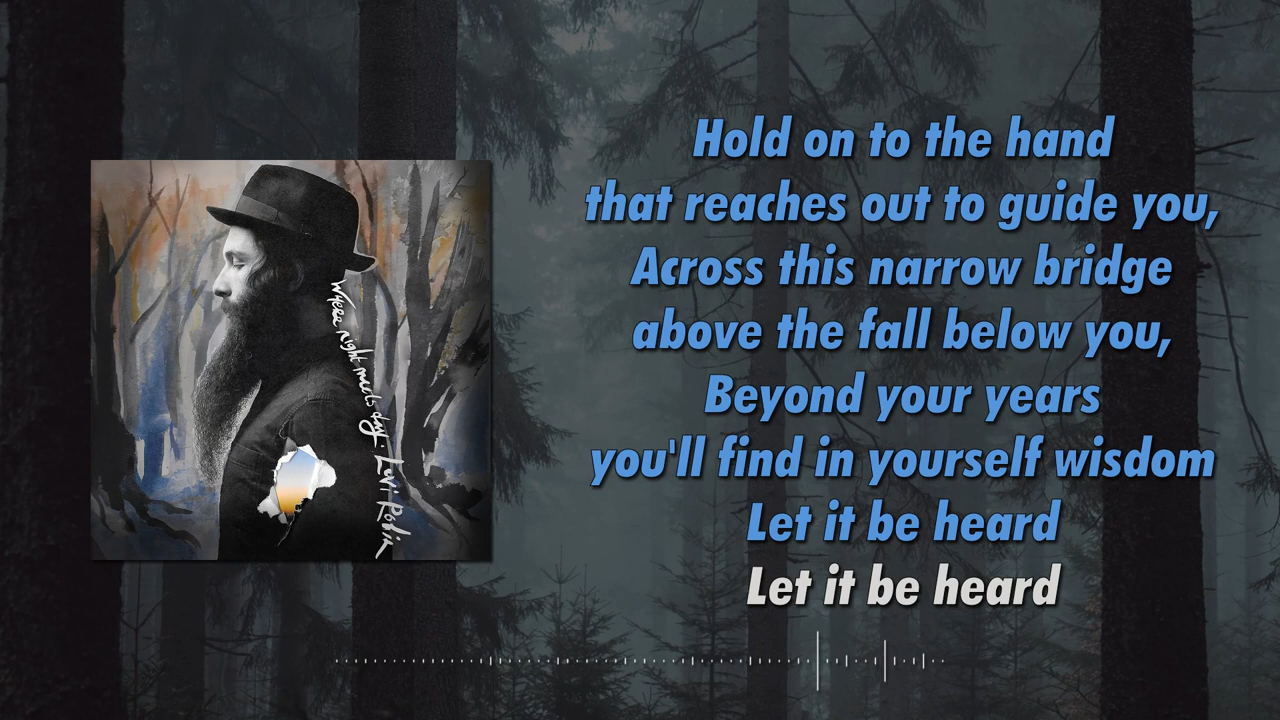 Where night meets day. Levi Robin
Hold on to the hand
that reaches out to guide you,
Across this narrow bridge
above the fall below you,
Beyond your years
you'll find in yourself wisdom
Let it be heard
Let it be heard